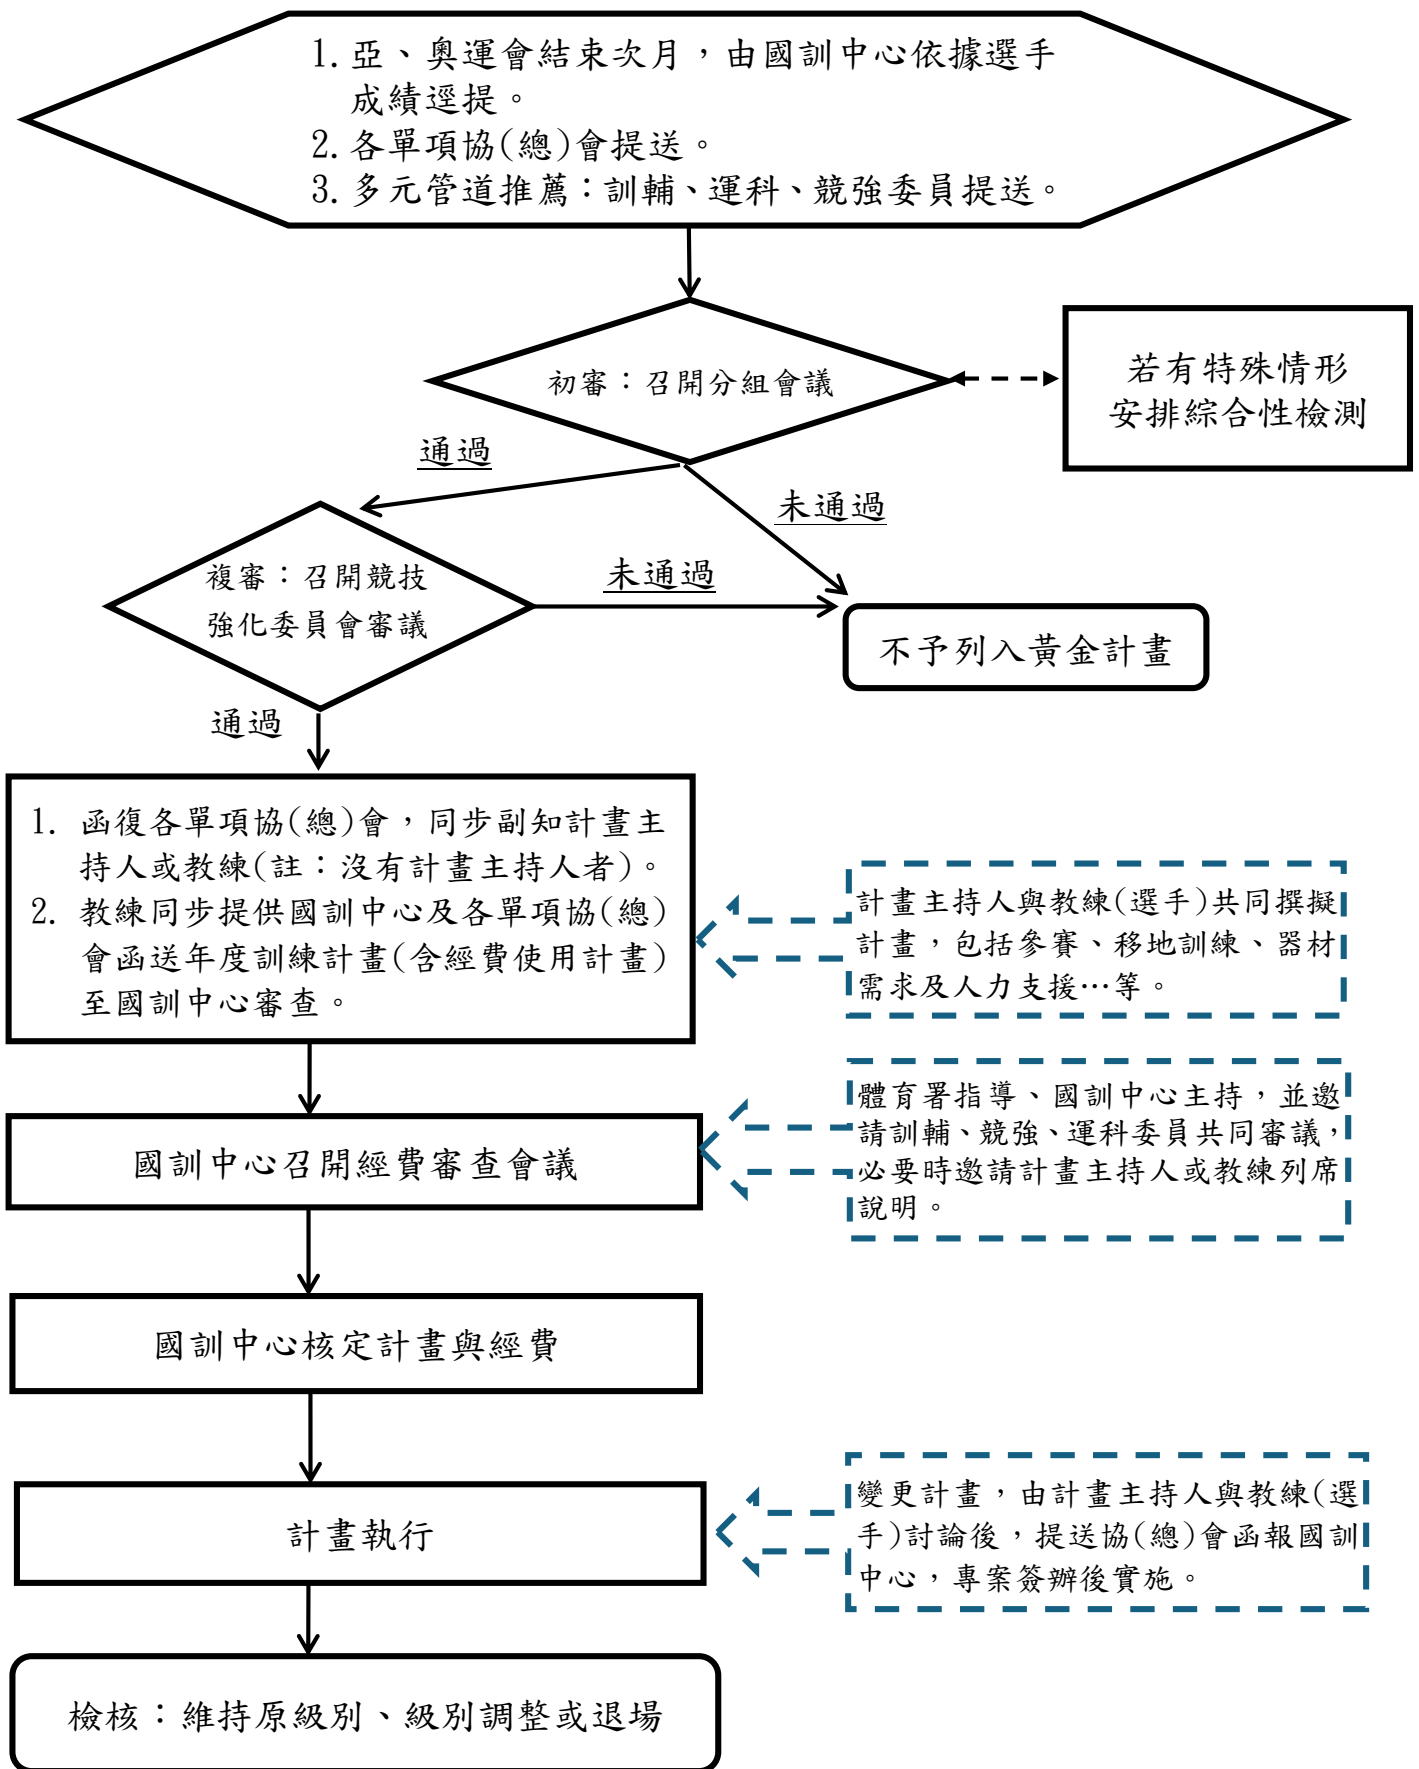 1. 亞、奧運會結束次月，由國訓中心依據選手
成績逕提。
2. 各單項協(總)會提送。
3. 多元管道推薦：訓輔、運科、競強委員提送。
初審：召開分組會議
若有特殊情形
安排綜合性檢測
通過
未通過
複審：召開競技
強化委員會審議
未通過
不予列入黃金計畫
通過
1. 函復各單項協(總)會，同步副知計畫主
持人或教練(註：沒有計畫主持人者)。
2. 教練同步提供國訓中心及各單項協(總)
會函送年度訓練計畫(含經費使用計畫)
至國訓中心審查。
計畫主持人與教練(選手)共同撰擬
計畫，包括參賽、移地訓練、器材
需求及人力支援…等。
國訓中心召開經費審查會議
體育署指導、國訓中心主持，並邀
請訓輔、競強、運科委員共同審議，
必要時邀請計畫主持人或教練列席
說明。
國訓中心核定計畫與經費
計畫執行
變更計畫，由計畫主持人與教練(選
手)討論後，提送協(總)會函報國訓
中心，專案簽辦後實施。
檢核：維持原級別、級別調整或退場